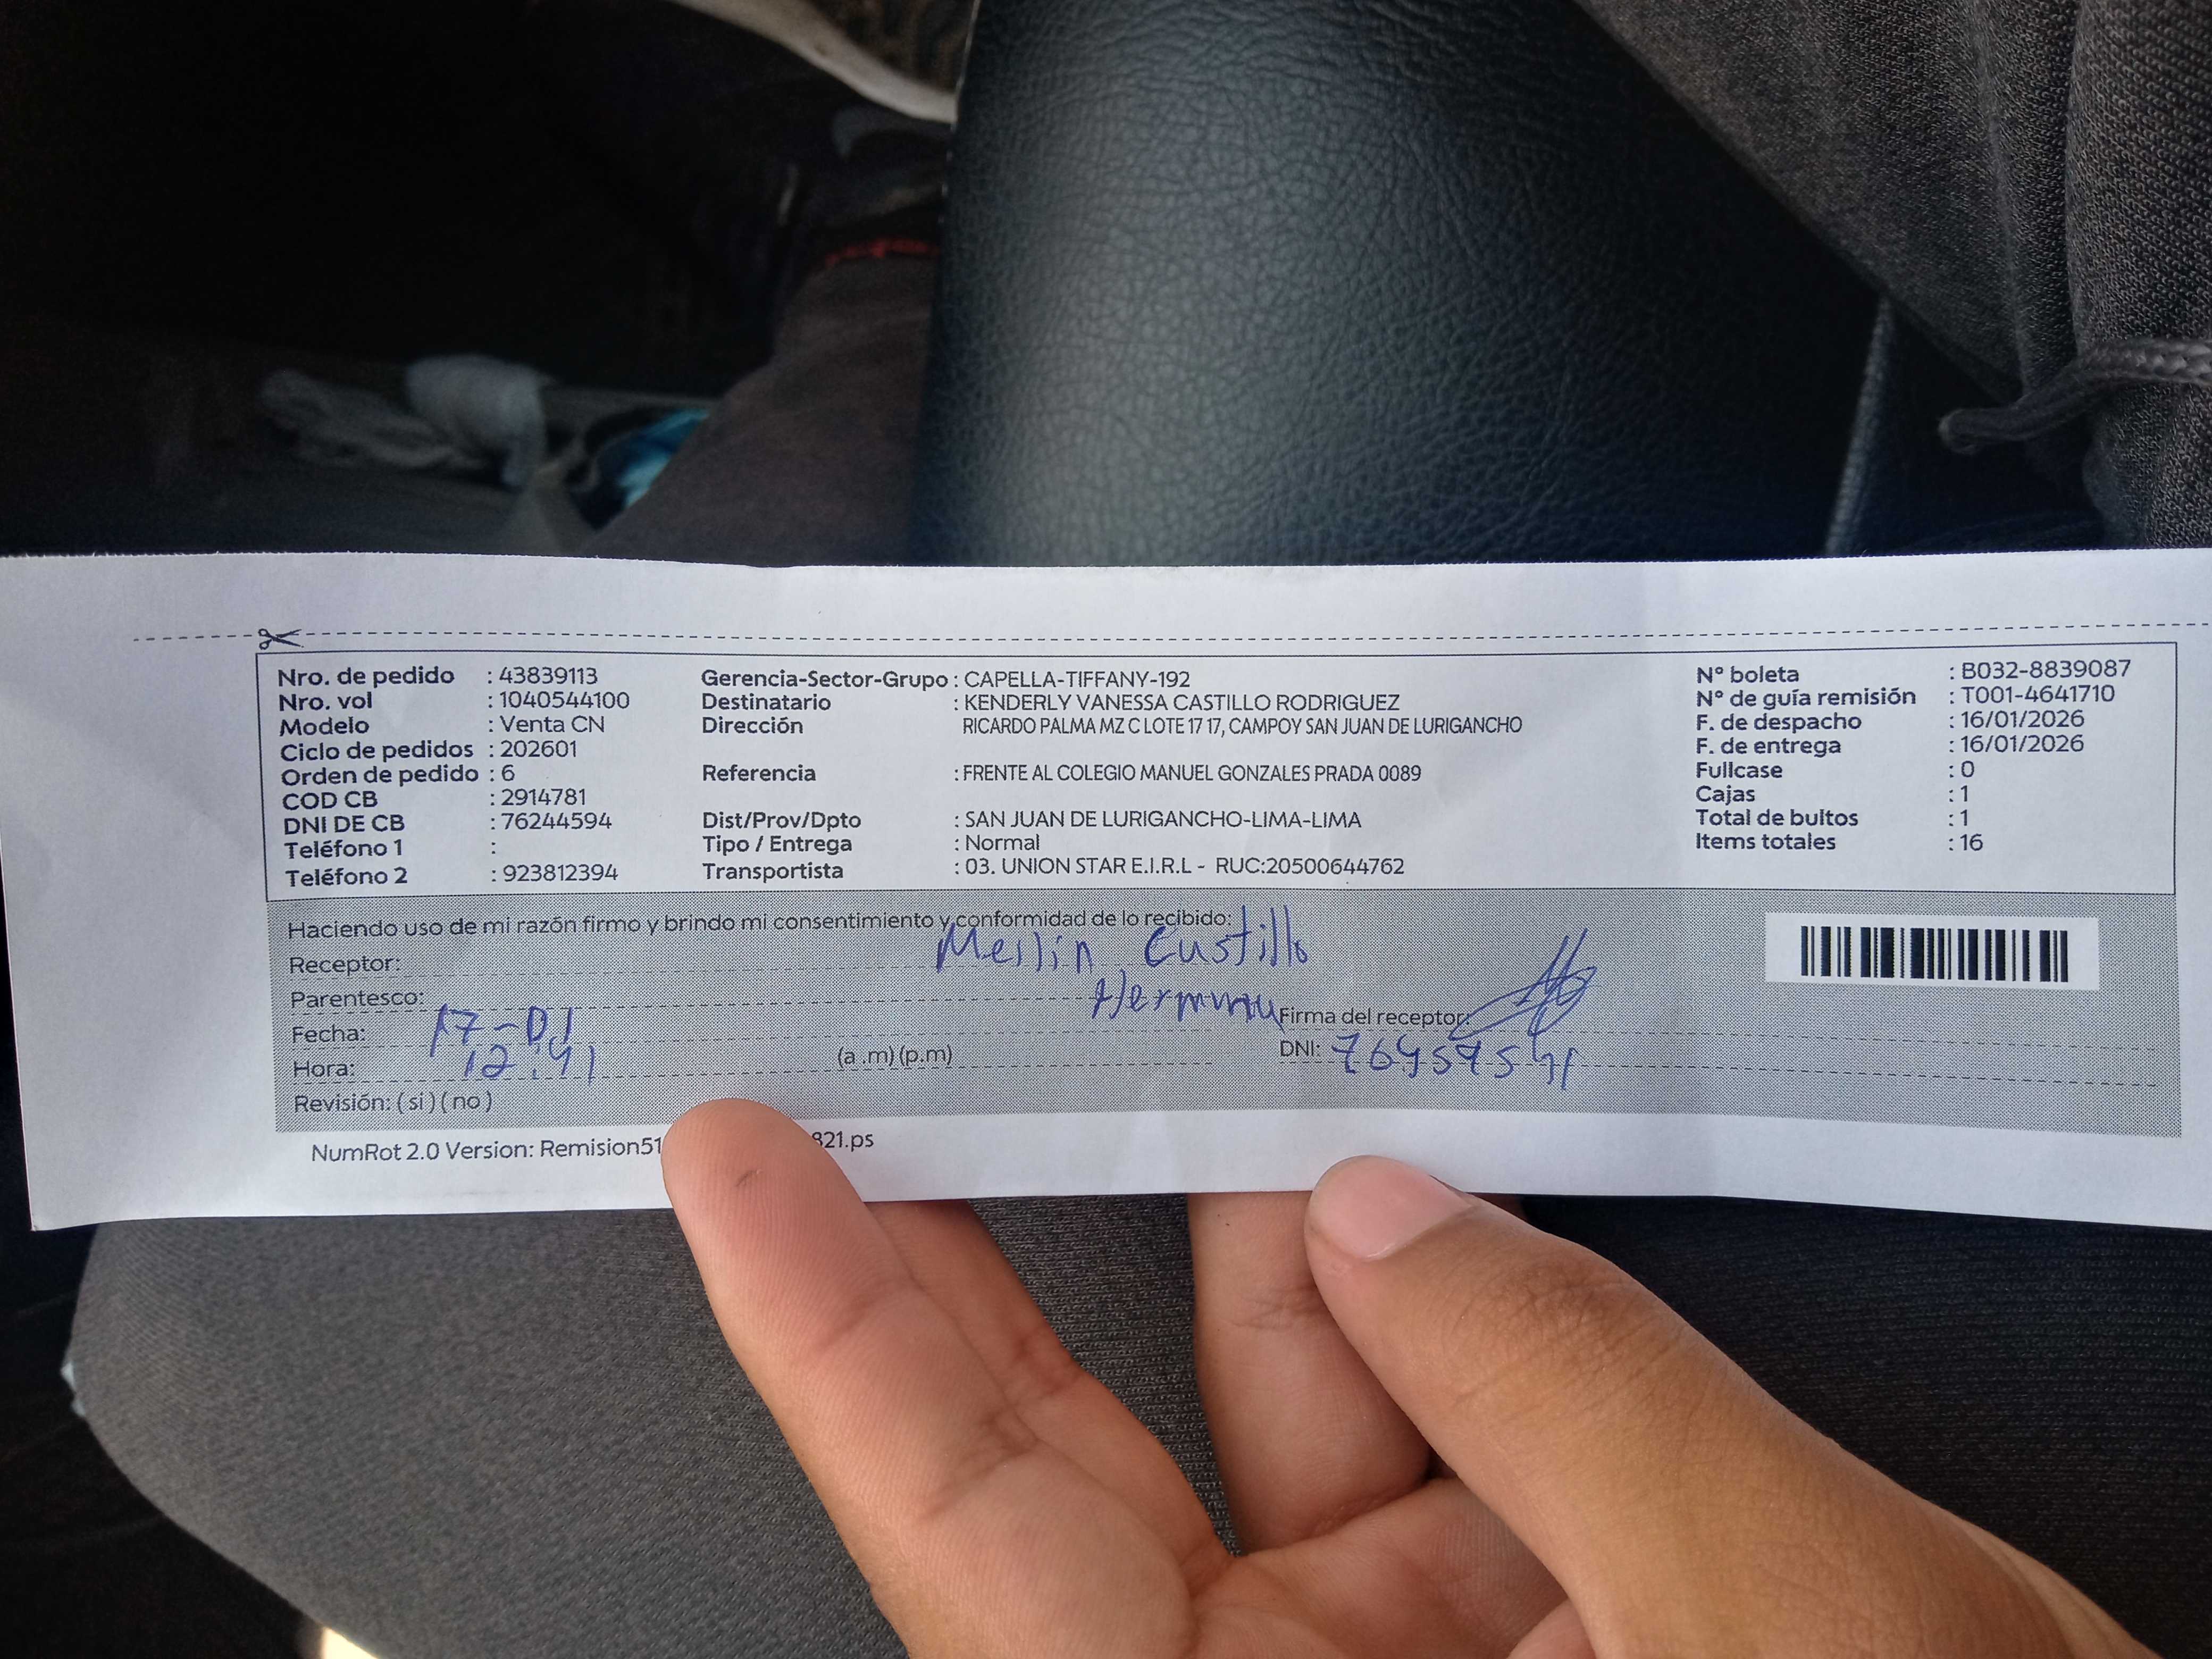 Nro. de pedido : 43839113
Nro. vol : 1040544100
Modelo : Venta CN
Ciclo de pedidos : 202601
Orden de pedido : 6
COD CB : 2914781
DNI DE CB : 76244594
Teléfono 1 :
Teléfono 2 : 923812394
Gerencia-Sector-Grupo : CAPELLA-TIFFANY-192
Destinatario : KENDERLY VANESSA CASTILLO RODRIGUEZ
Dirección RICARDO PALMA MZ C LOTE 17 17, CAMPOY SAN JUAN DE LURIGANCHO
Referencia : FRENTE AL COLEGIO MANUEL GONZALES PRADA 0089
Dist/Prov/Dpto : SAN JUAN DE LURIGANCHO-LIMA-LIMA
Tipo / Entrega : Normal
Transportista : 03. UNION STAR E.I.R.L - RUC:20500644762
N° boleta : B032-8839087
N° de guía remisión : T001-4641710
F. de despacho : 16/01/2026
F. de entrega : 16/01/2026
Fullcase : 0
Cajas : 1
Total de bultos : 1
Items totales : 16
Haciendo uso de mi razón firmo y brindo mi consentimiento y conformidad de lo recibido:
Receptor: Castillo
Parentesco: Hermana
Fecha: 17-01 Firma del receptor:
Hora: 12:41 (a .m) (p.m) DNI:
Revisión: ( si ) ( no )
NumRot 2.0 Version: Remision51 821.ps